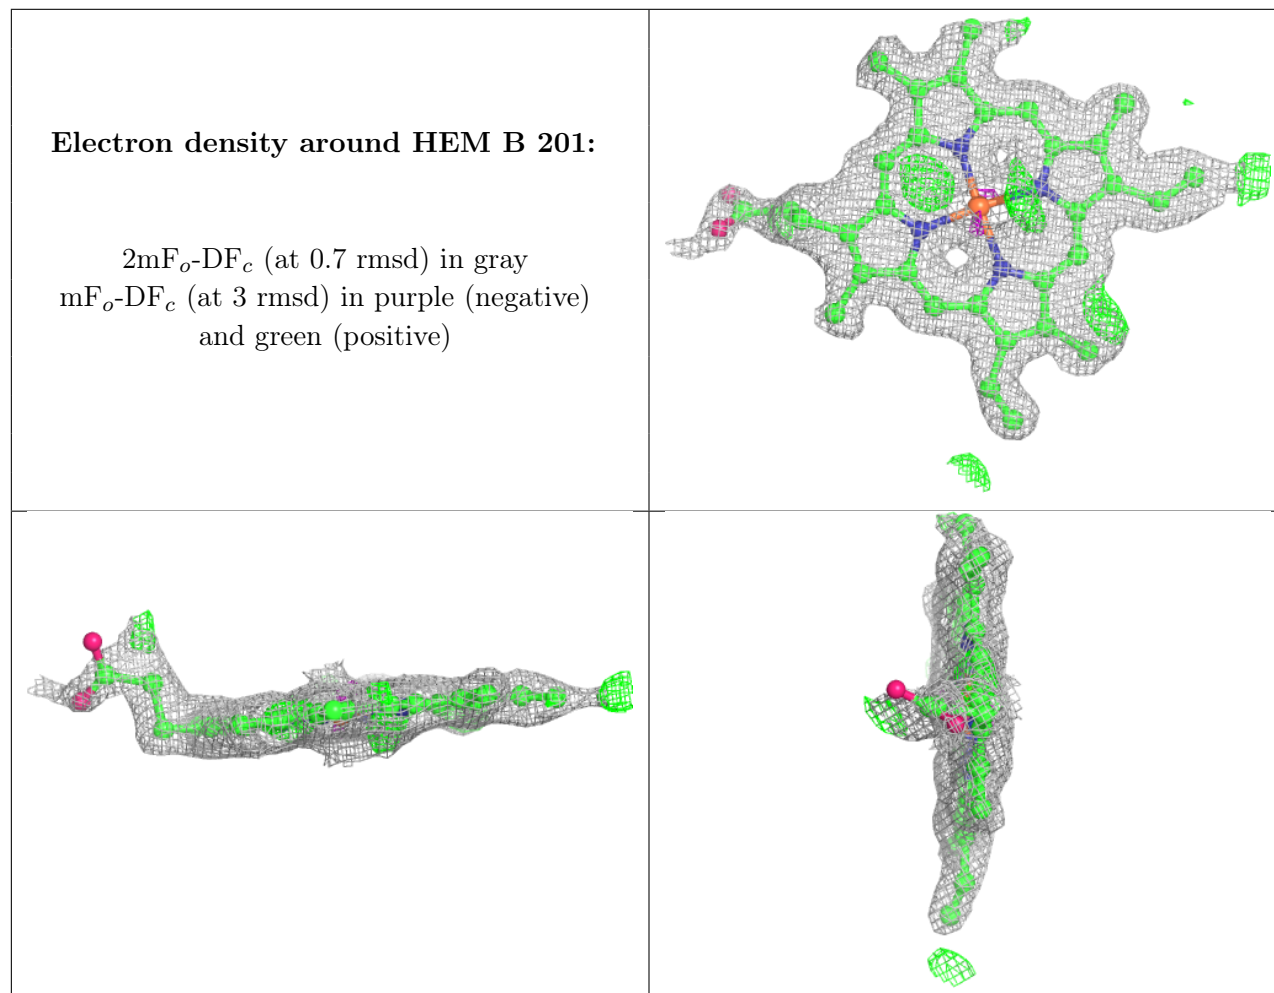 Electron density around HEM B 201:
2mFo-DFc (at 0.7 rmsd) in gray
mFo-DFc (at 3 rmsd) in purple (negative)
and green (positive)